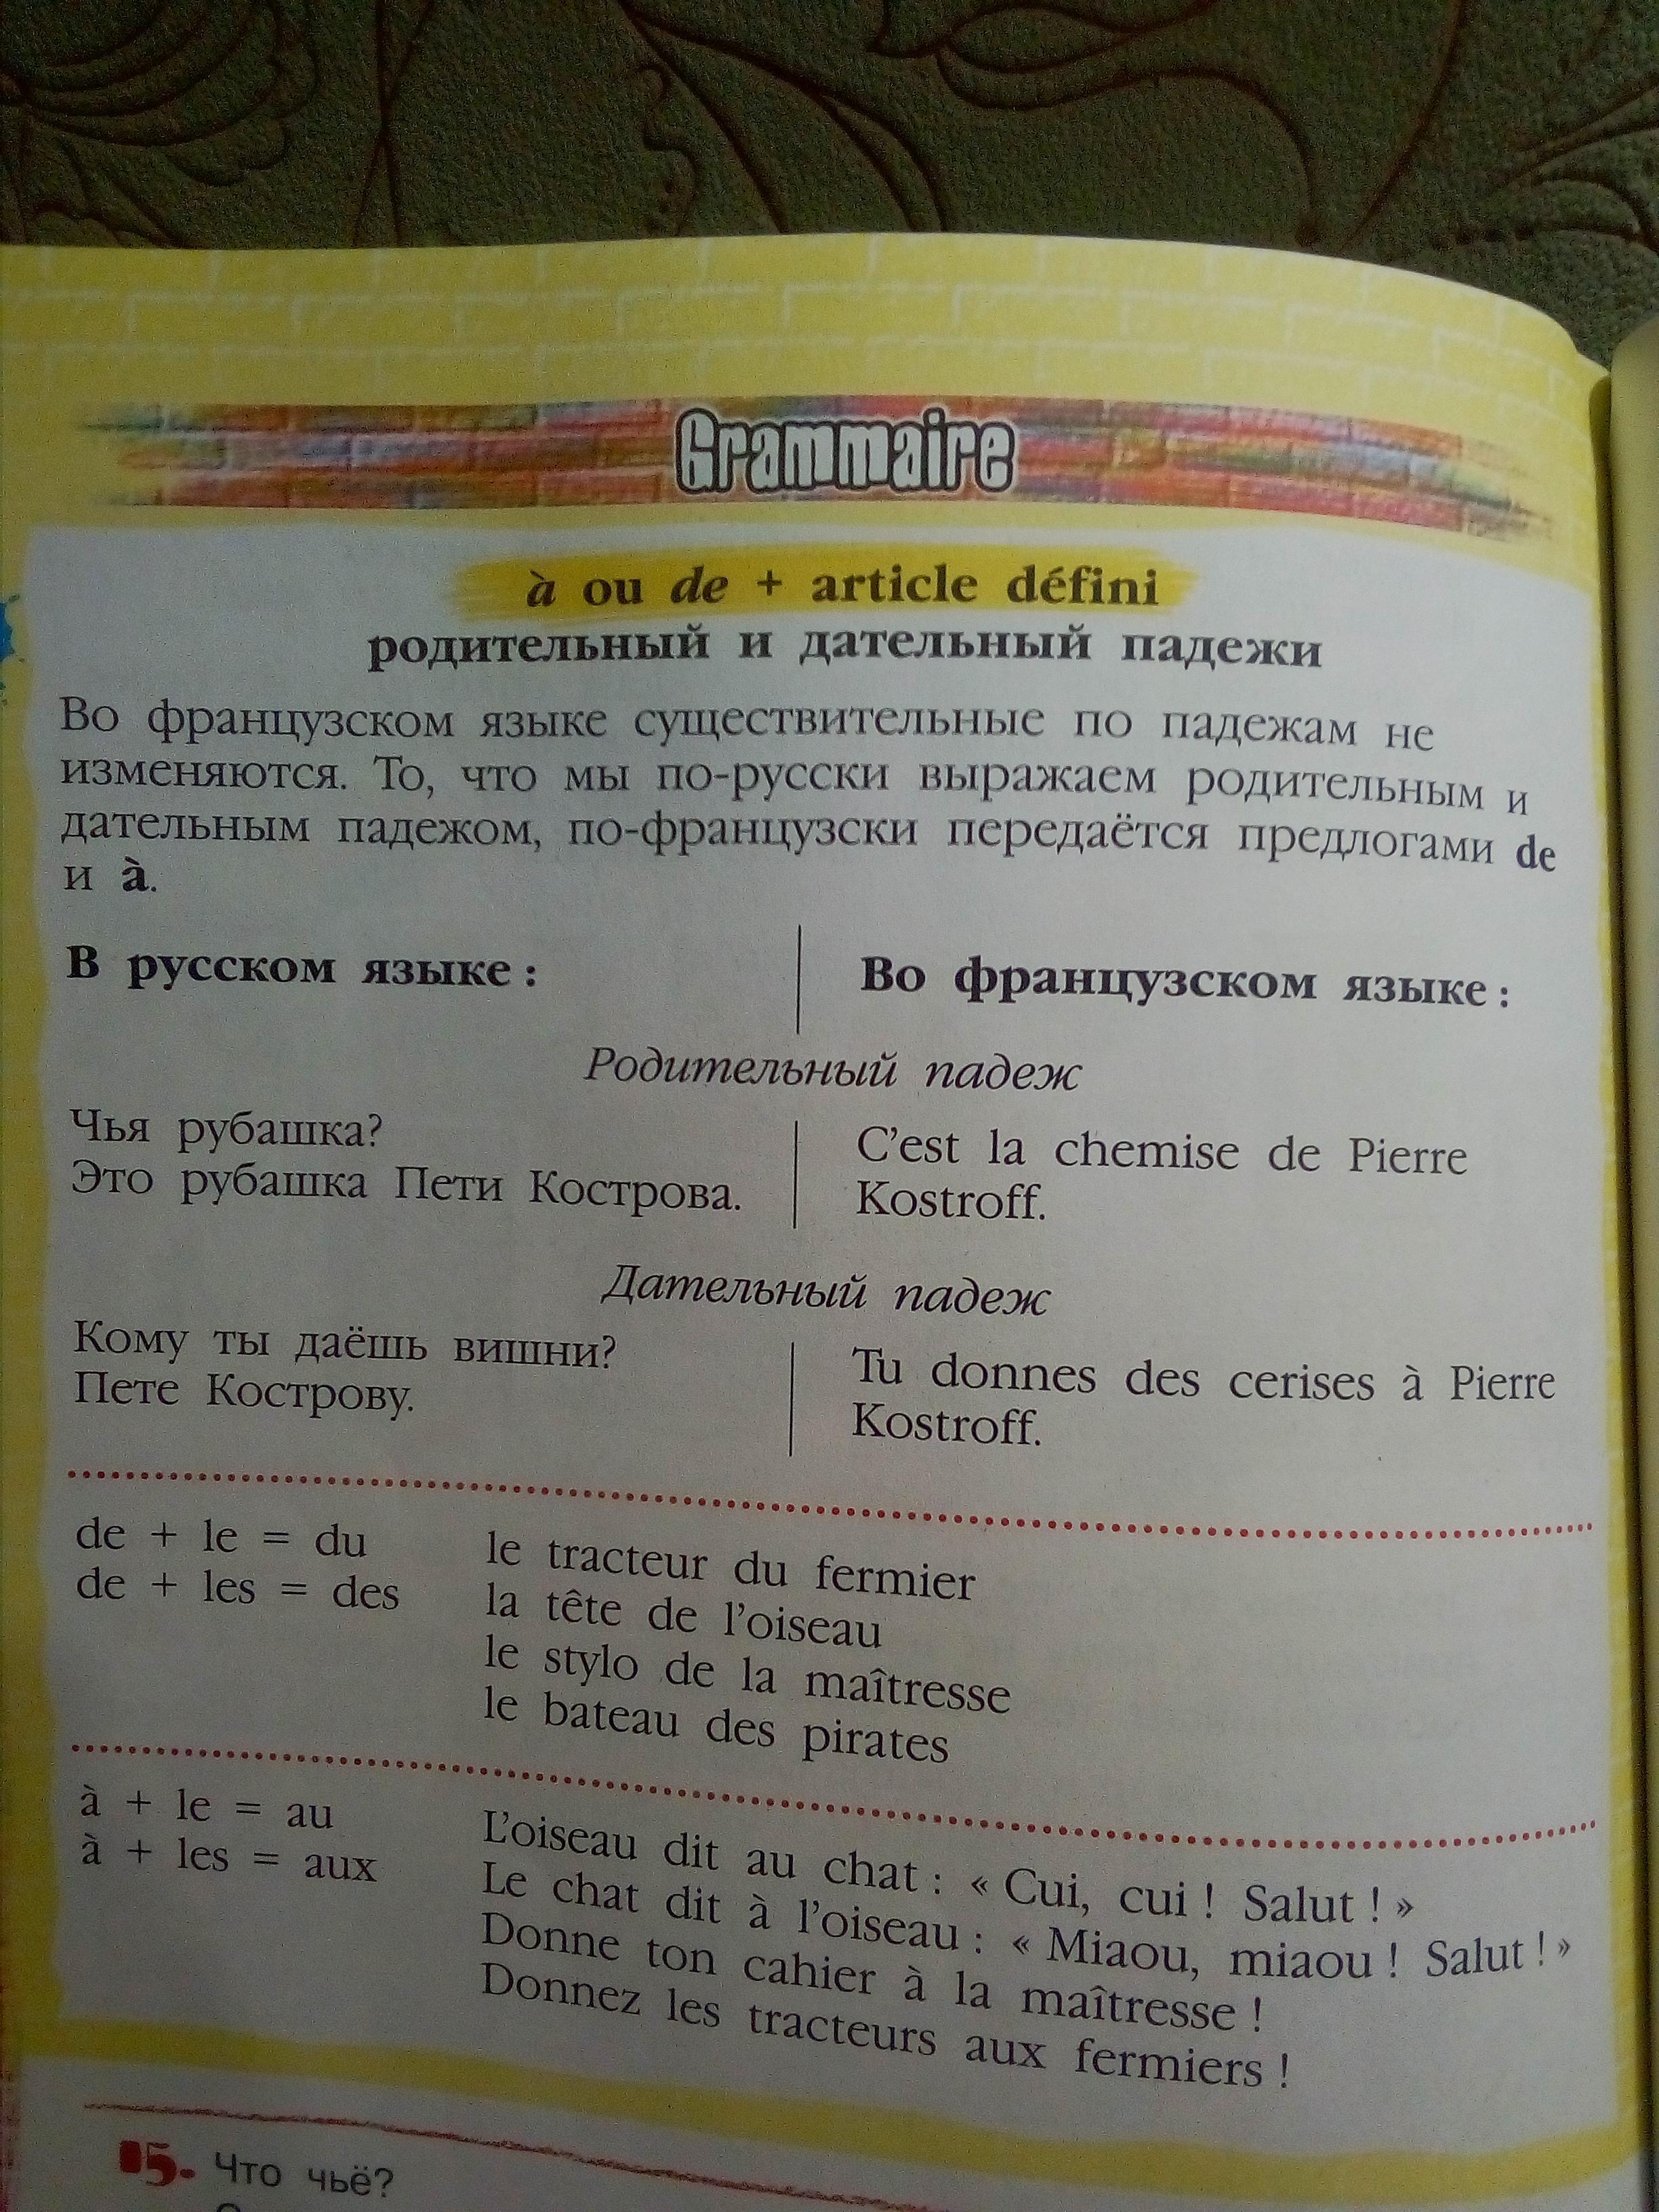 Grammaire
à ou de + article défini
родительный и дательный падежи
Во французском языке существительные по падежам не
изменяются. То, что мы по-русски выражаем родительным и
дательным падежом, по-французски передаётся предлогами de
и à.
В русском языке :
Во французском языке :
Родительный падеж
Чья рубашка?
Это рубашка Пети Кострова.
C'est la chemise de Pierre
Kostroff.
Дательный падеж
Кому ты даёшь вишни?
Пете Кострову.
Tu donnes des cerises à Pierre
Kostroff.
de + le = du
de + les = des
le tracteur du fermier
la tête de l'oiseau
le stylo de la maîtresse
le bateau des pirates
à + le = au
à + les = aux
L'oiseau dit au chat : « Cui, cui ! Salut ! »
Le chat dit à l'oiseau : « Miaou, miaou ! Salut ! »
Donne ton cahier à la maîtresse !
Donnez les tracteurs aux fermiers !
5. Что чьё?